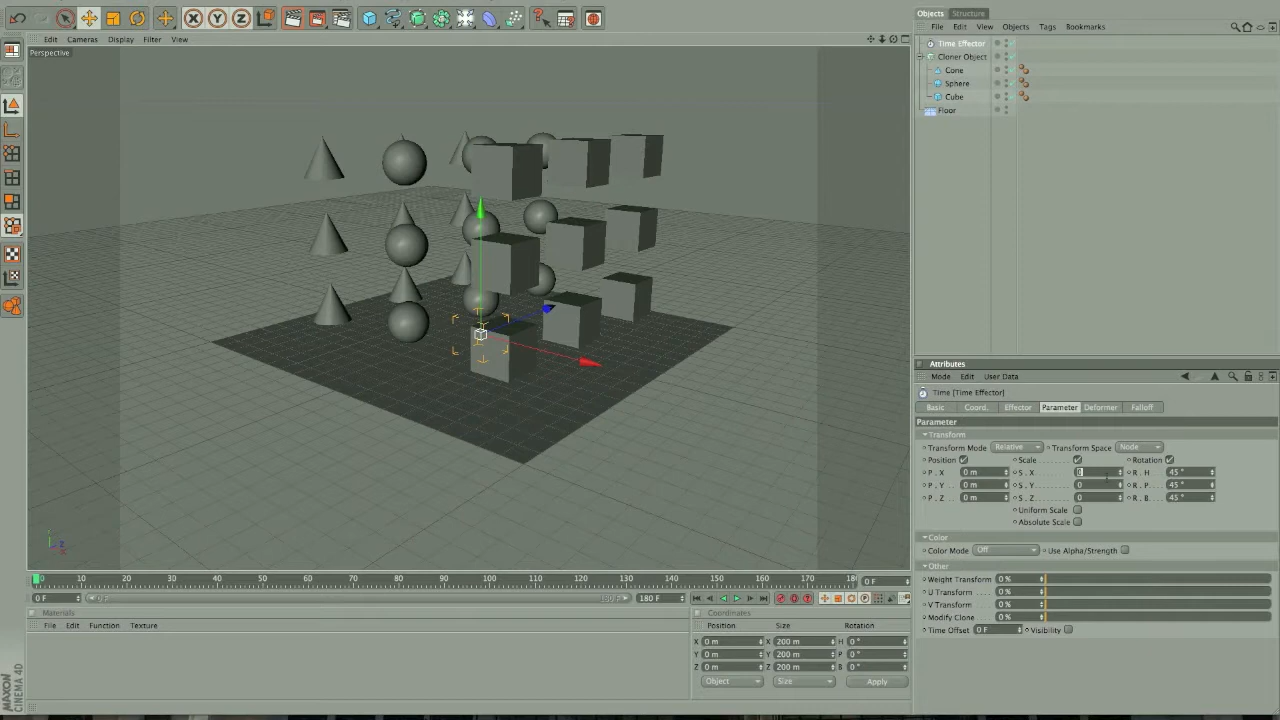 X Y Z
Objects Structure
File Edit View Objects Tags Bookmarks
Edit Cameras Display Filter View
Perspective
Time Effector
Cloner Object
Cone
Sphere
Cube
Floor
Attributes
Mode Edit User Data
Time [Time Effector]
Basic Coord. Effector Parameter Deformer Falloff
Parameter
Transform
Transform Mode Relative Transform Space Node
Position Scale Rotation
P . X 0 m S . X 0 R . H 45 °
P . Y 0 m S . Y 0 R . P 45 °
P . Z 0 m S . Z 0 R . B 45 °
Uniform Scale
Absolute Scale
Color
Color Mode Off Use Alpha/Strength
Other
Weight Transform 0 %
U Transform 0 %
V Transform 0 %
Modify Clone 0 %
Time Offset 0 F Visibility
0 10 20 30 40 50 60 70 80 90 100 110 120 130 140 150 160 170 18 0 F
0 F 0 F 180 F 180 F
Materials
File Edit Function Texture
Coordinates
Position Size Rotation
X 0 m X 200 m H 0 °
Y 0 m Y 200 m P 0 °
Z 0 m Z 200 m B 0 °
Object Size Apply
MAXON
CINEMA 4D